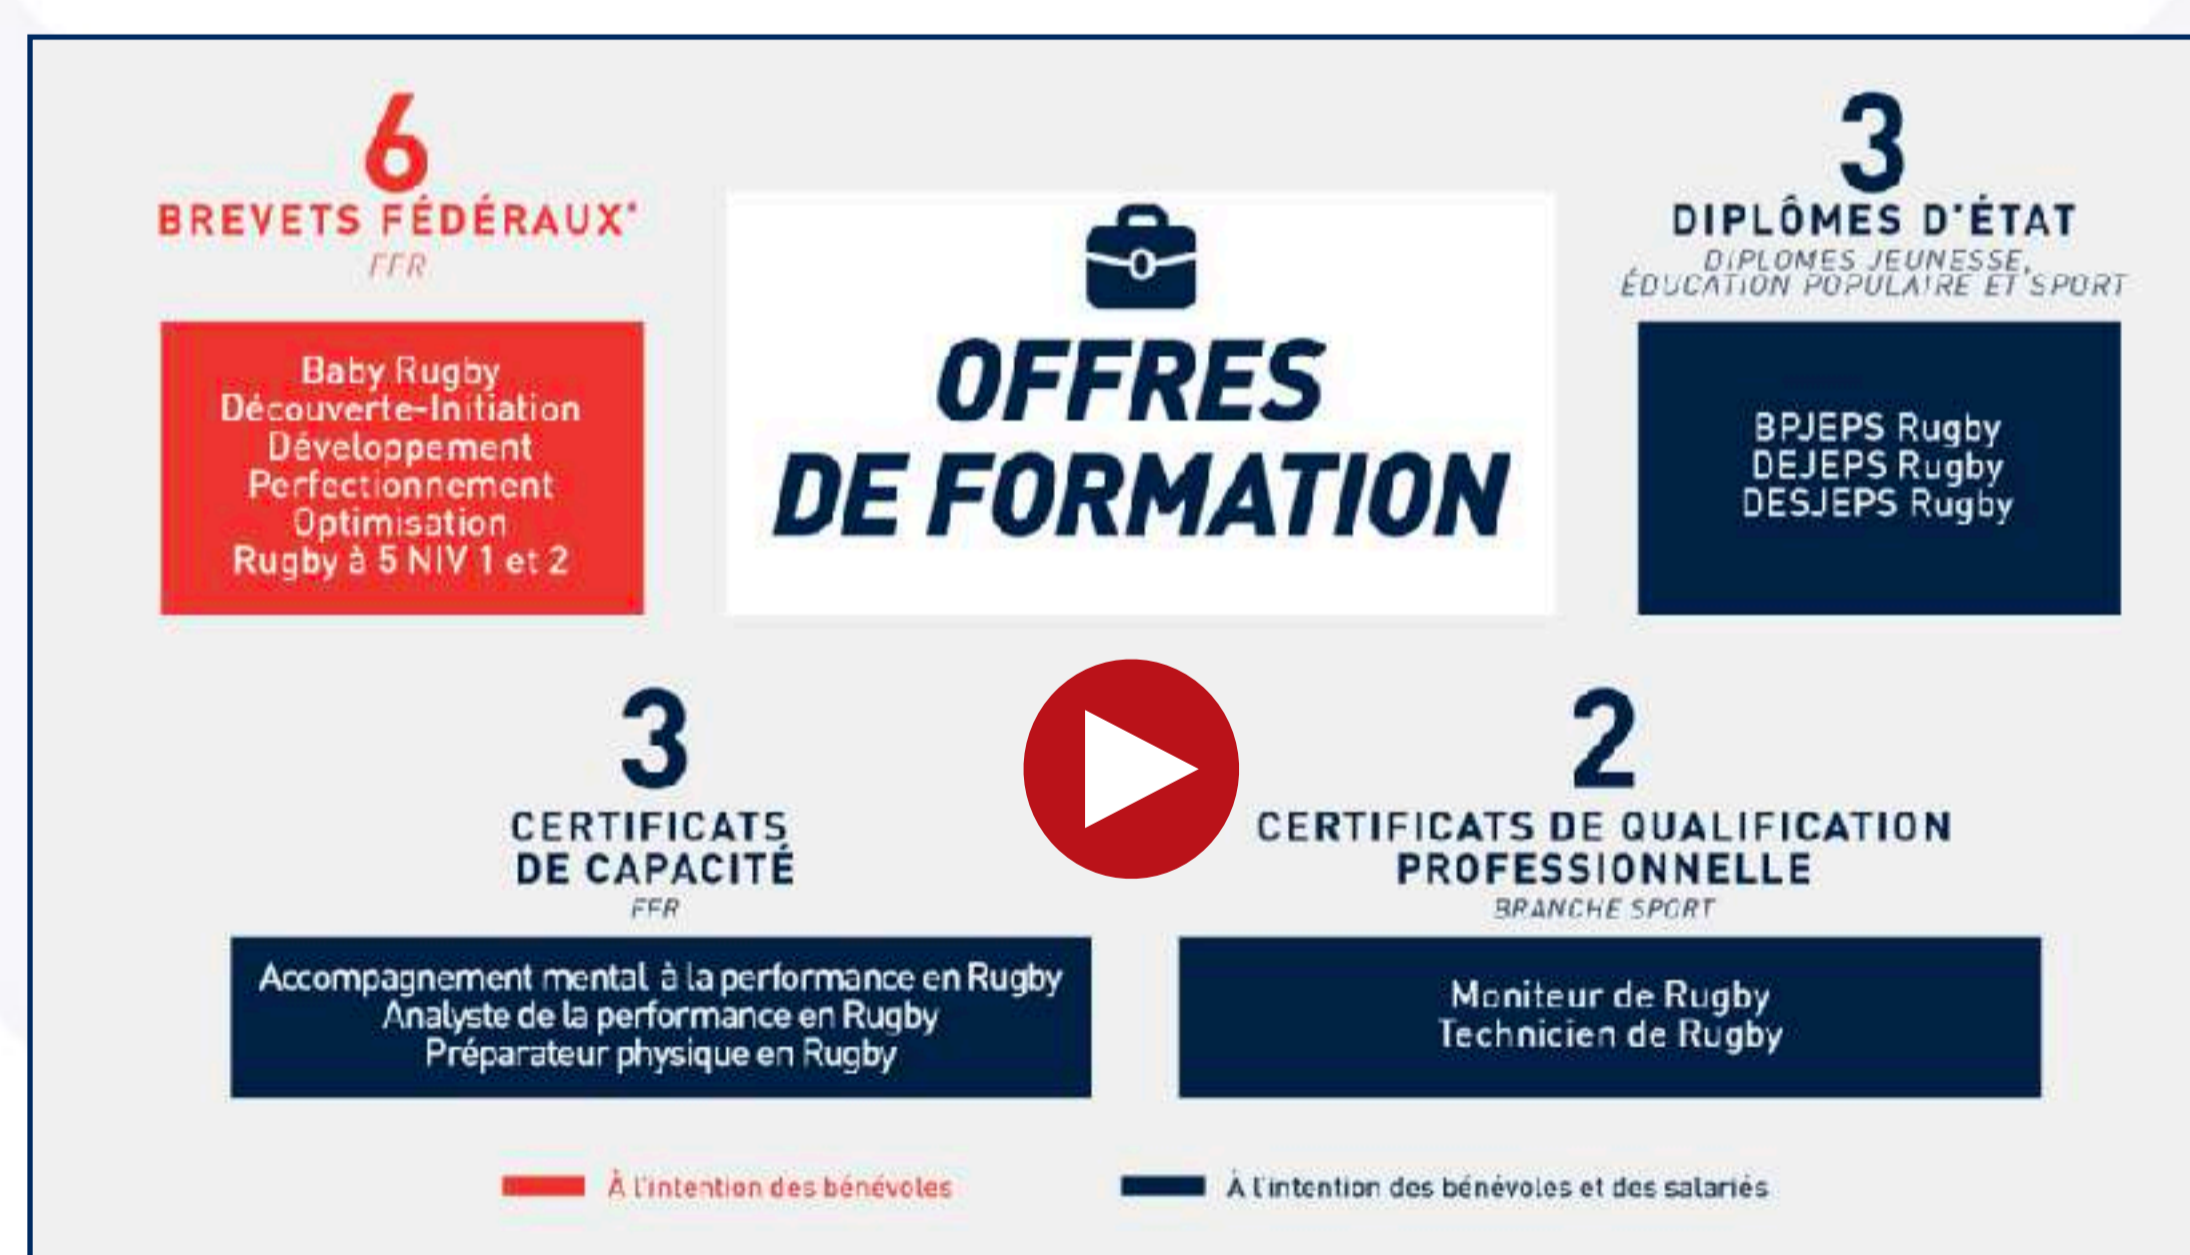 6
BREVETS FÉDÉRAUX*
FFR
Baby Rugby
Découverte-Initiation
Développement
Perfectionnement
Optimisation
Rugby à 5 NIV 1 et 2
OFFRES
DE FORMATION
3
DIPLÔMES D'ÉTAT
DIPLOMES JEUNESSE,
ÉDUCATION POPULAIRE ET SPORT
BPJEPS Rugby
DEJEPS Rugby
DESJEPS Rugby
3
CERTIFICATS
DE CAPACITÉ
FFR
Accompagnement mental à la performance en Rugby
Analyste de la performance en Rugby
Préparateur physique en Rugby
2
CERTIFICATS DE QUALIFICATION
PROFESSIONNELLE
BRANCHE SPORT
Moniteur de Rugby
Technicien de Rugby
À l'intention des bénévoles
À l'intention des bénévoles et des salariés